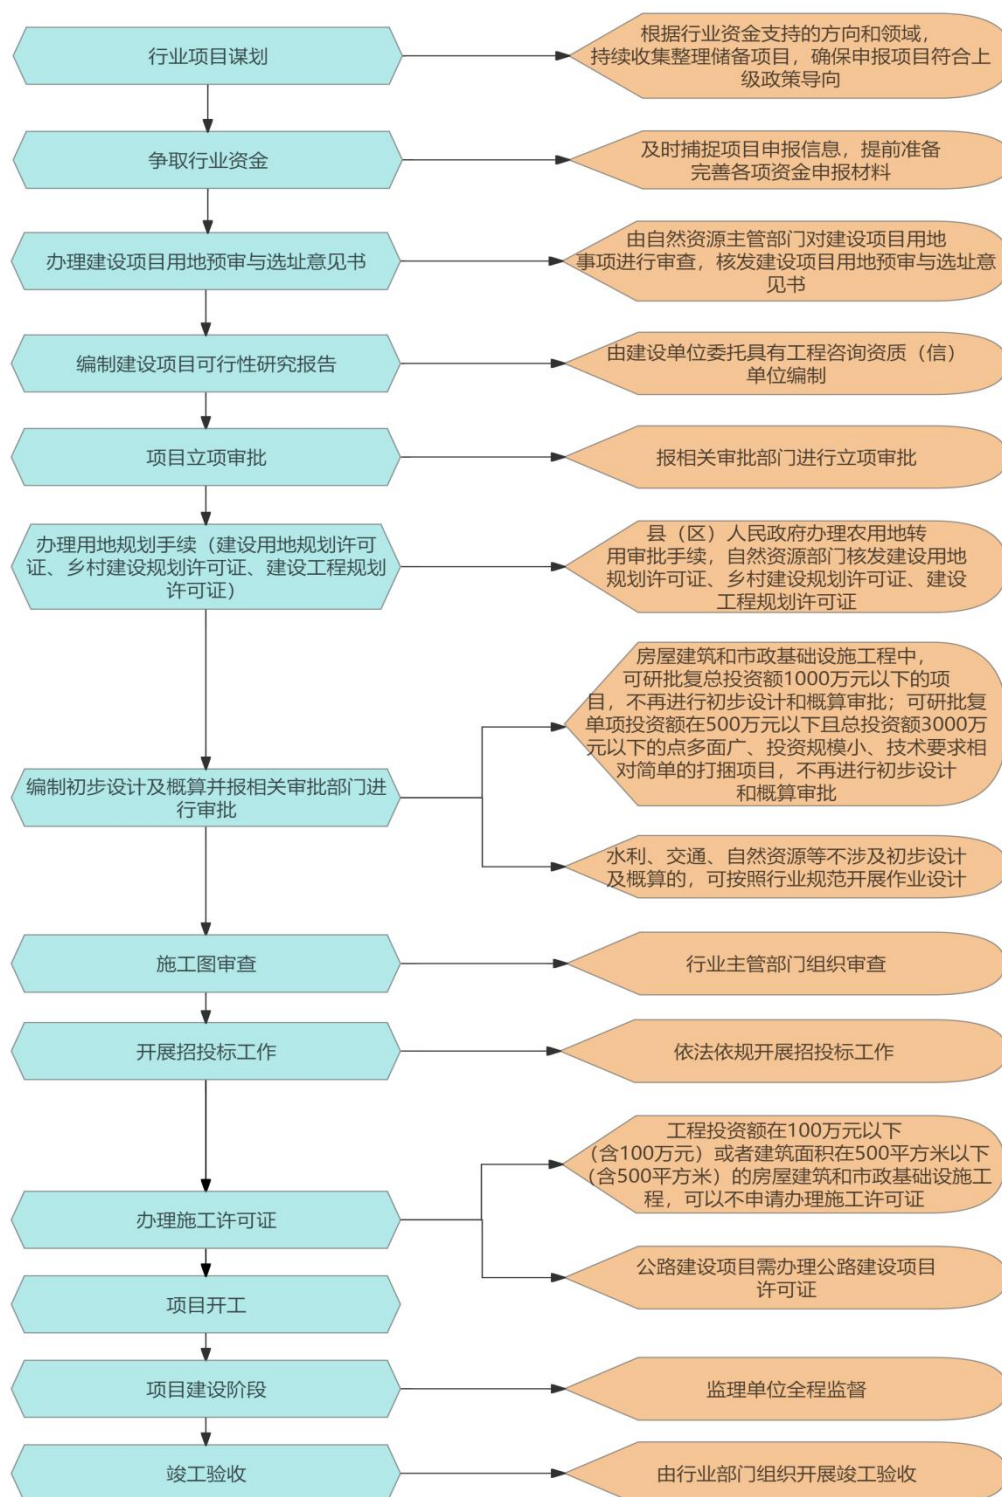 行业项目谋划
根据行业资金支持的方向和领域,
持续收集整理储备项目，确保申报项目符合上
级政策导向
争取行业资金
及时捕捉项目申报信息，提前准备
完善各项资金申报材料
办理建设项目用地预审与选址意见书
由自然资源主管部门对建设项目用地
事项进行审查，核发建设项目用地预审与选址意
见书
编制建设项目可行性研究报告
由建设单位委托具有工程咨询资质（信）
单位编制
项目立项审批
报相关审批部门进行立项审批
办理用地规划手续（建设用地规划许可
证、乡村建设规划许可证、建设工程规划
许可证）
县（区）人民政府办理农用地转
用审批手续，自然资源部门核发建设用地
规划许可证、乡村建设规划许可证、建设
工程规划许可证
编制初步设计及概算并报相关审批部门进
行审批
房屋建筑和市政基础设施工程中，
可研批复总投资额1000万元以下的项
目，不再进行初步设计和概算审批；可研批复
单项投资额在500万元以下且总投资额3000万
元以下的点多面广、投资规模小、技术要求相
对简单的打捆项目，不再进行初步设计
和概算审批
水利、交通、自然资源等不涉及初步设计
及概算的，可按照行业规范开展作业设计
施工图审查
行业主管部门组织审查
开展招投标工作
依法依规开展招投标工作
办理施工许可证
工程投资额在100万元以下
（含100万元）或者建筑面积在500平方米以下
（含500平方米）的房屋建筑和市政基础设施工
程，可以不申请办理施工许可证
公路建设项目需办理公路建设项目
许可证
项目开工
项目建设阶段
监理单位全程监督
竣工验收
由行业部门组织开展竣工验收